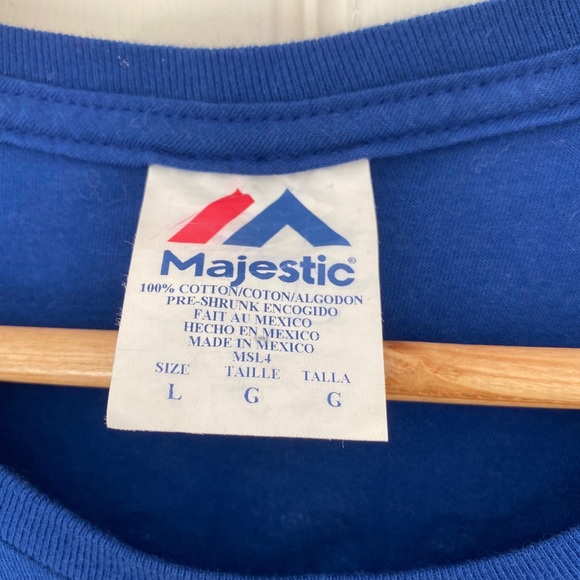 Majestic®
100% COTTON/COTON/ALGODON
PRE-SHRUNK ENCOGIDO
FAIT AU MEXICO
HECHO EN MEXICO
MADE IN MEXICO
MSL4
SIZE TAILLE TALLA
L G G